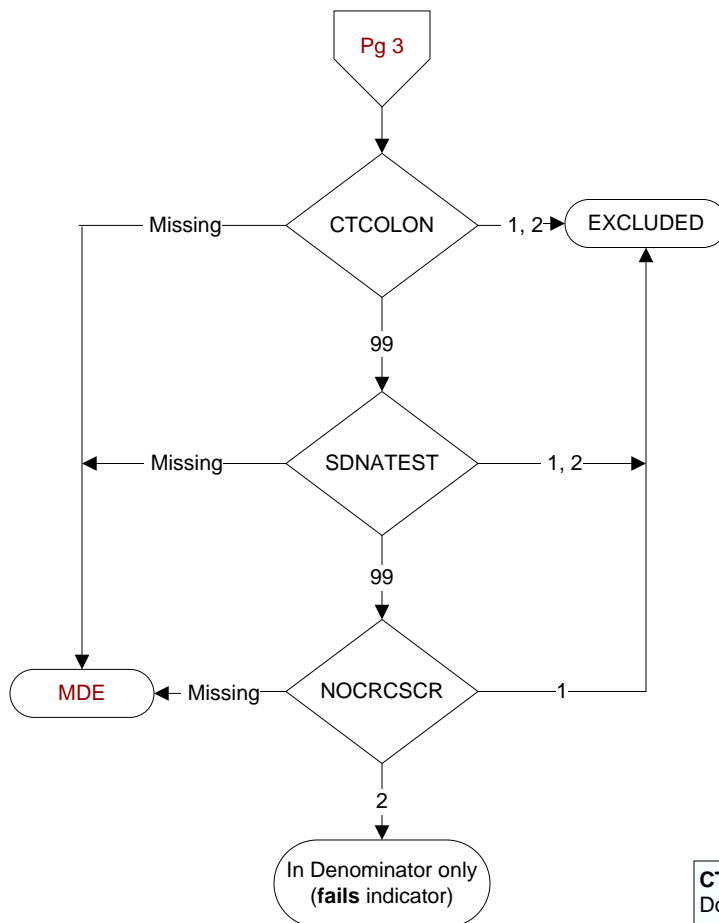 Pg 3
Missing
CTCOLON
1, 2
EXCLUDED
99
Missing
SDNATEST
1, 2
99
MDE
Missing
NOCRCSCR
1
2
In Denominator only
(fails indicator)